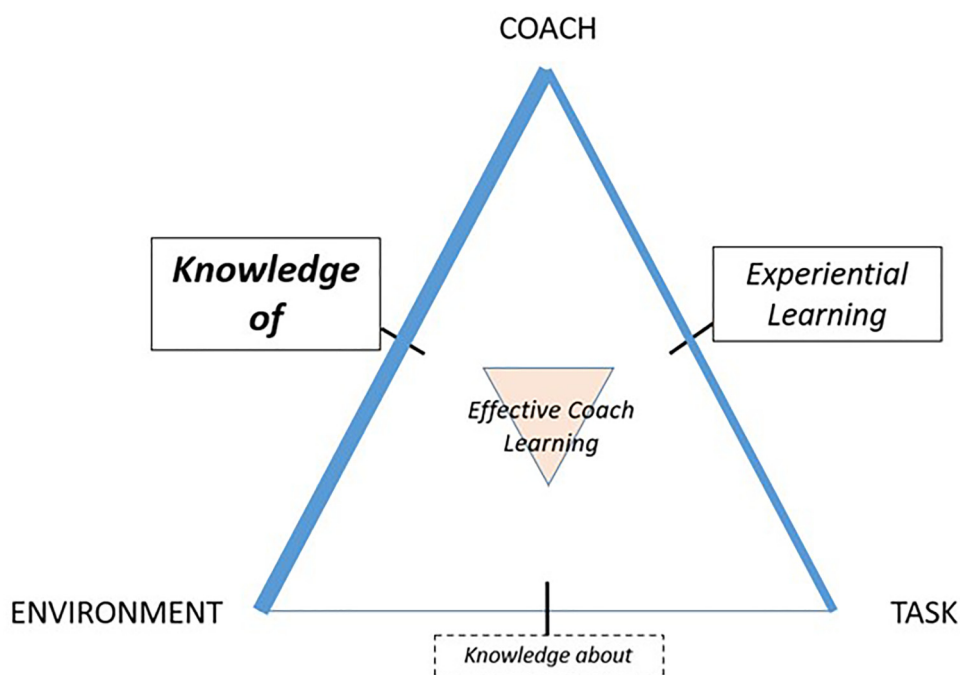 COACH
Knowledge
of
Experiential
Learning
Effective Coach
Learning
ENVIRONMENT
TASK
Knowledge about